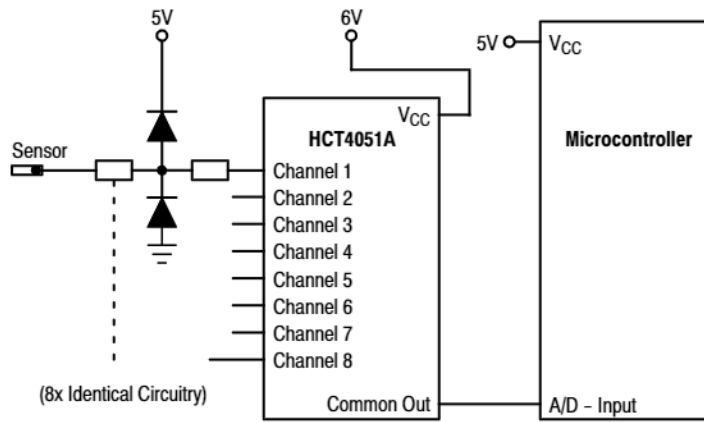 5V
6V
5V
VCC
VCC
HCT4051A
Microcontroller
Sensor
Channel 1
Channel 2
Channel 3
Channel 4
Channel 5
Channel 6
Channel 7
Channel 8
(8x Identical Circuitry)
Common Out
A/D – Input